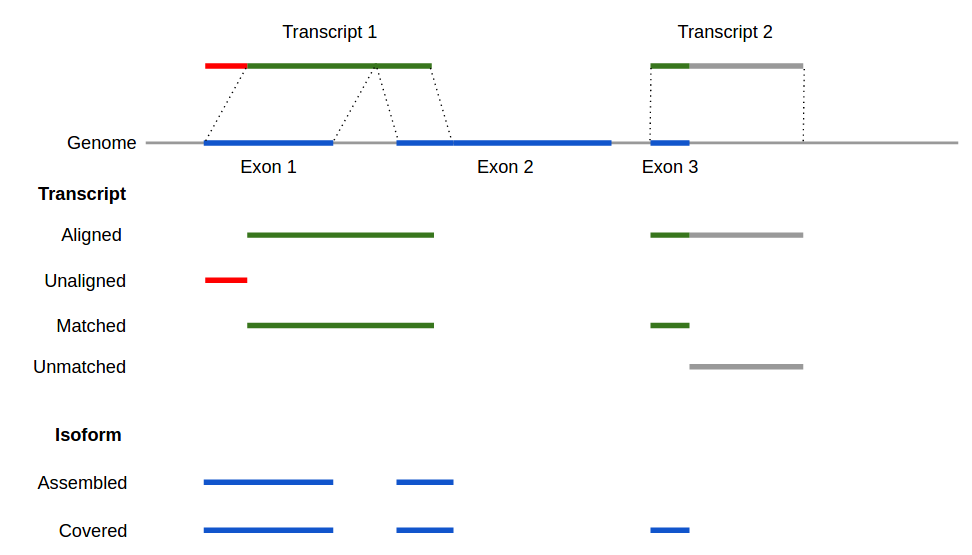 Transcript 1
Transcript 2
Genome
Exon 1
Exon 2
Exon 3
Transcript
Aligned
Unaligned
Matched
Unmatched
Isoform
Assembled
Covered